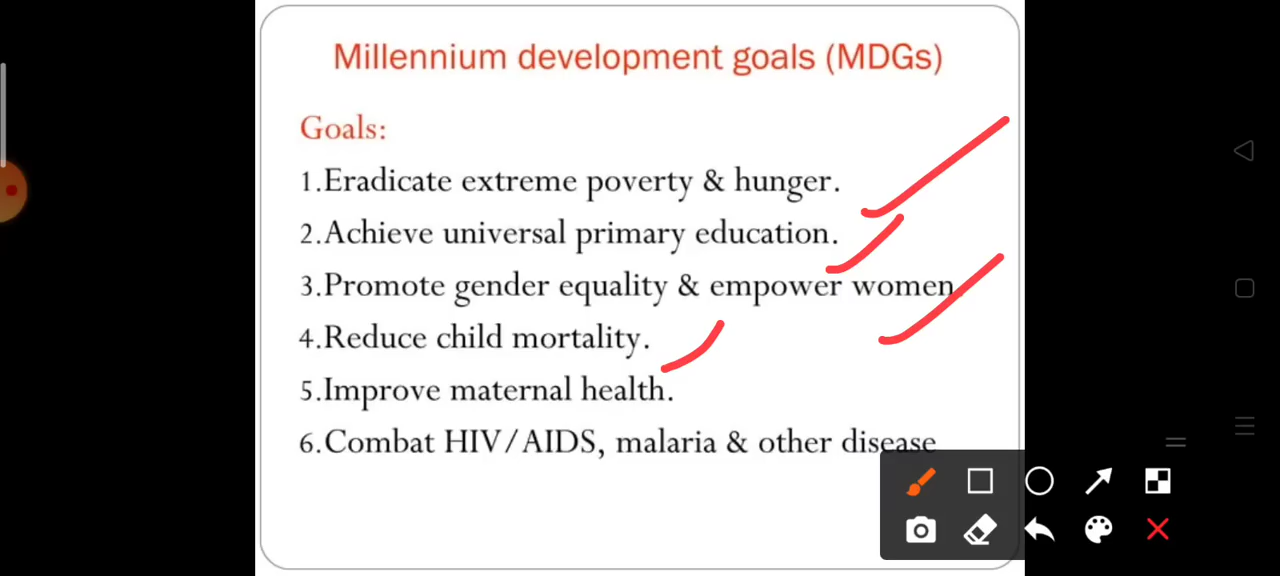 Millennium development goals (MDGs)
Goals:
1.Eradicate extreme poverty & hunger.
2.Achieve universal primary education.
3.Promote gender equality & empower women.
4.Reduce child mortality.
5.Improve maternal health.
6.Combat HIV/AIDS, malaria & other disease